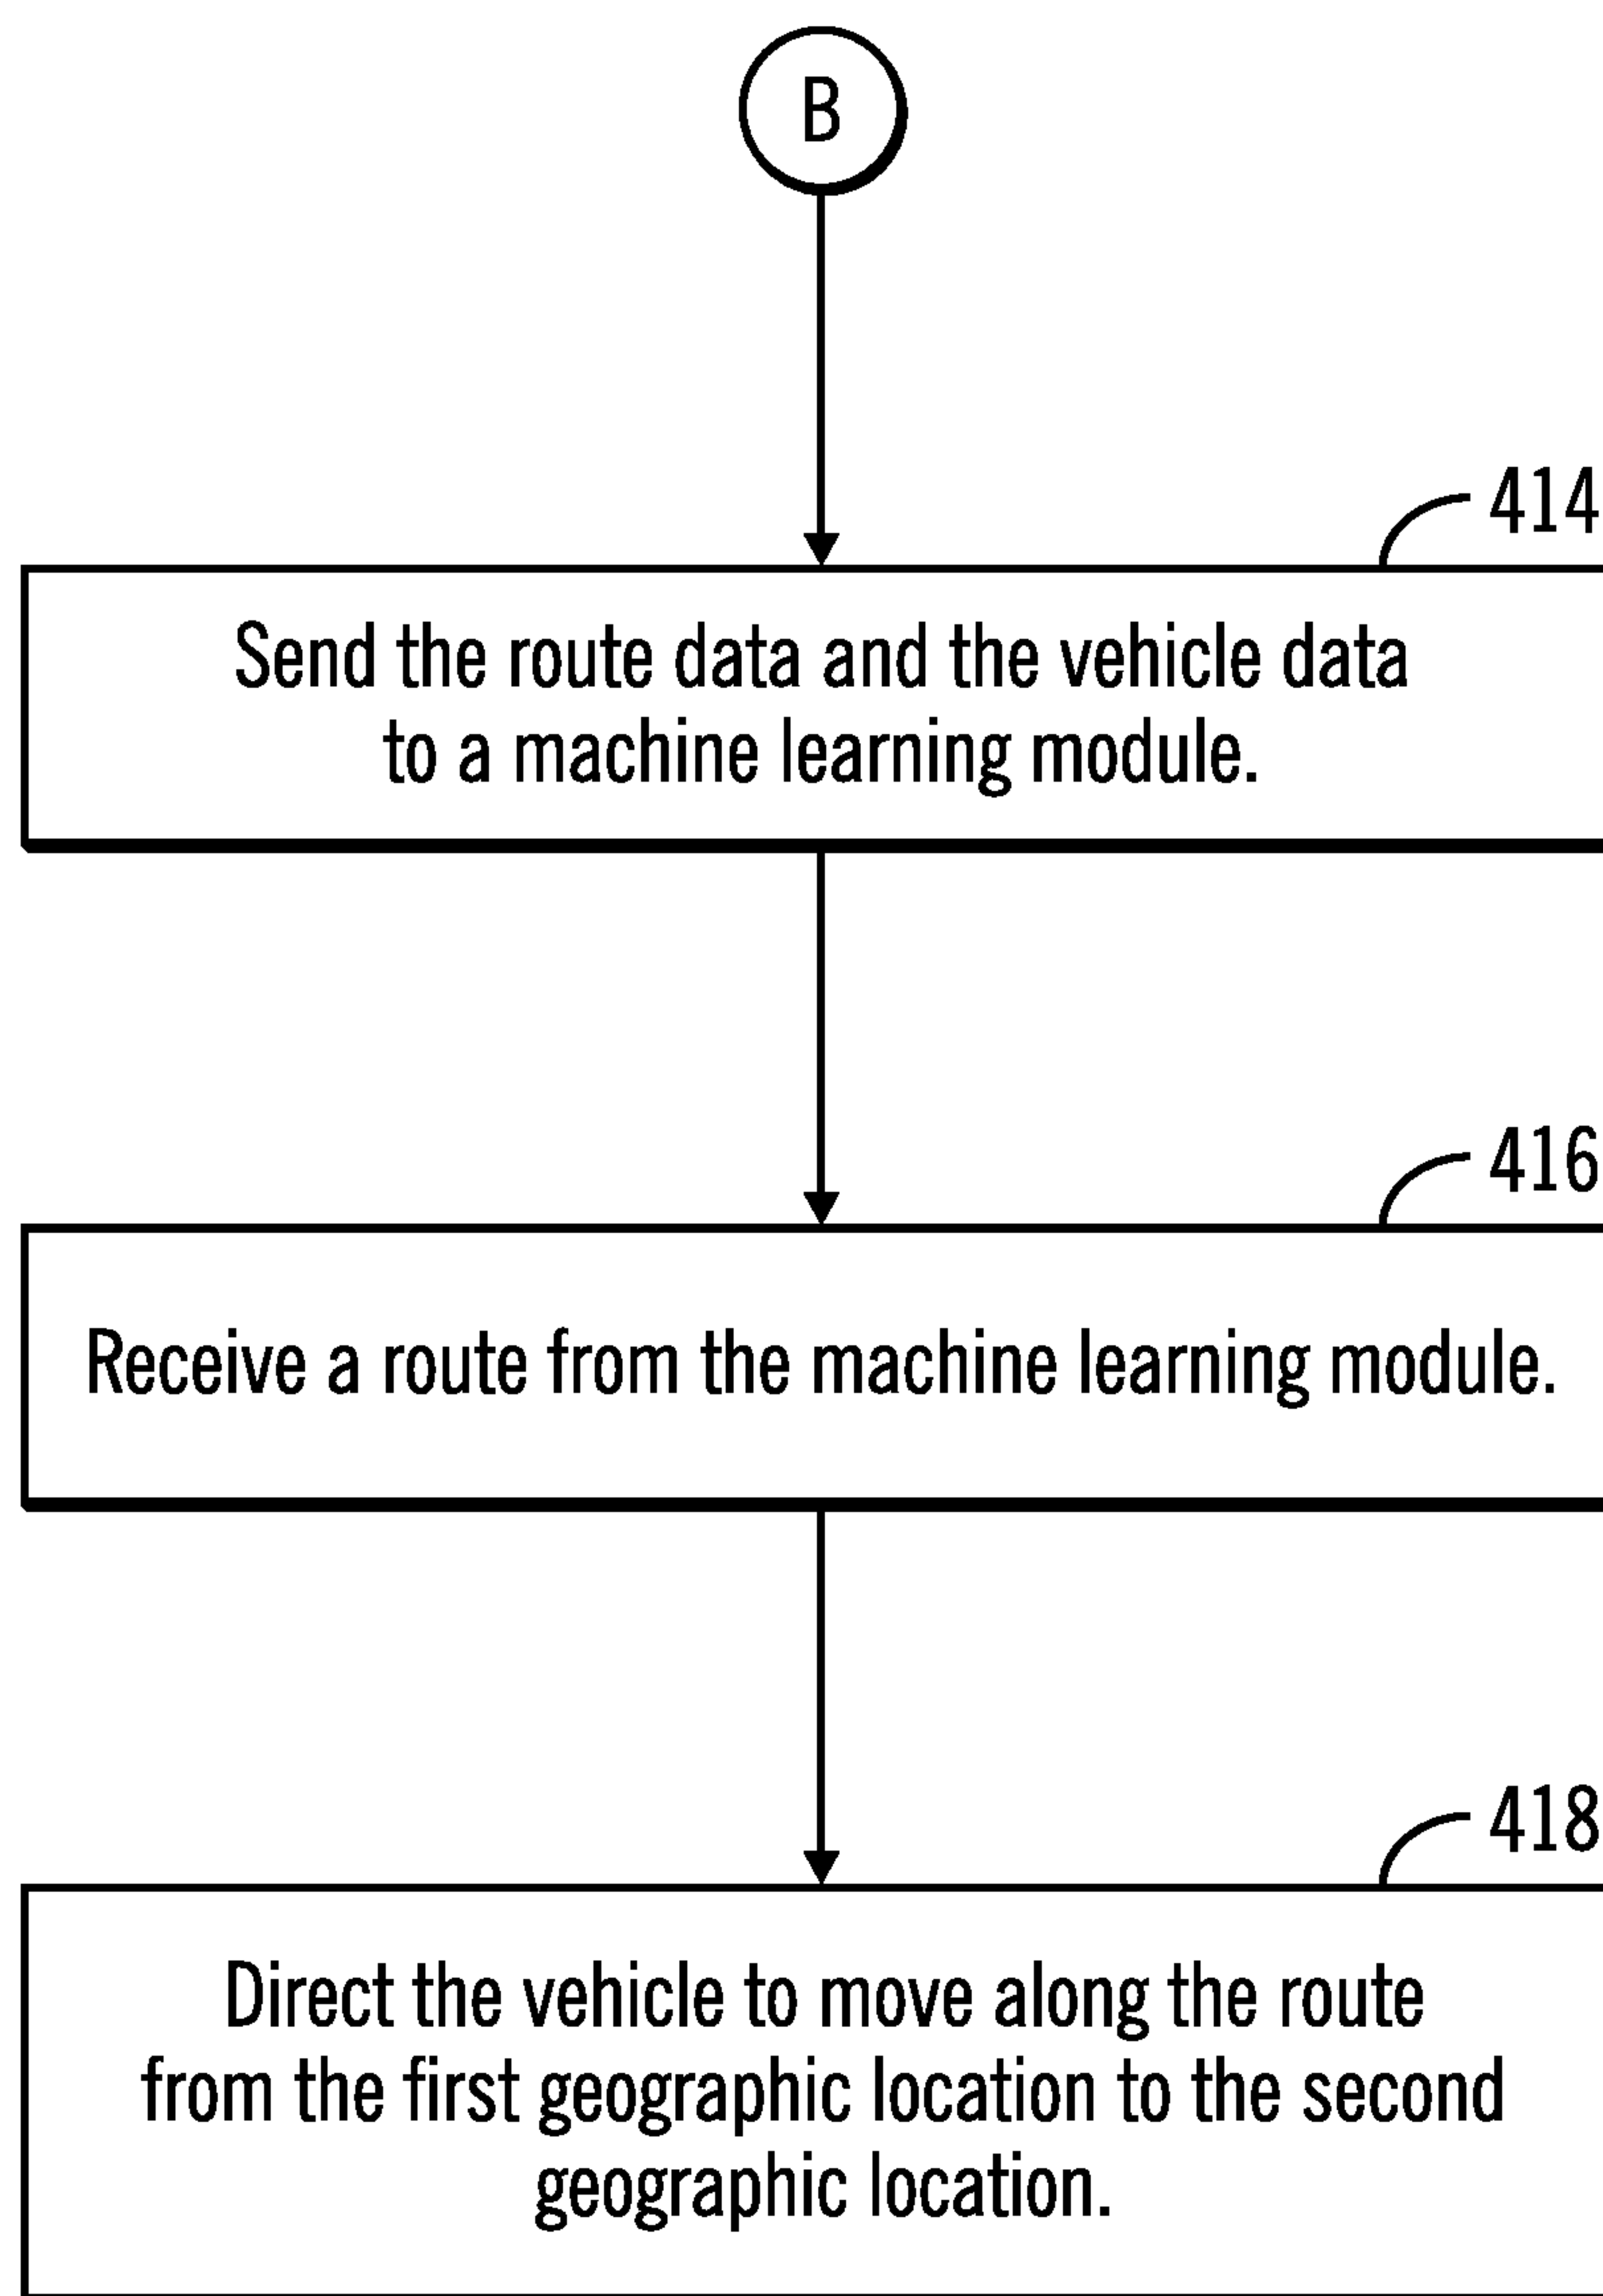 B
414
Send the route data and the vehicle data
to a machine learning module.
416
Receive a route from the machine learning module.
418
Direct the vehicle to move along the route
from the first geographic location to the second
geographic location.